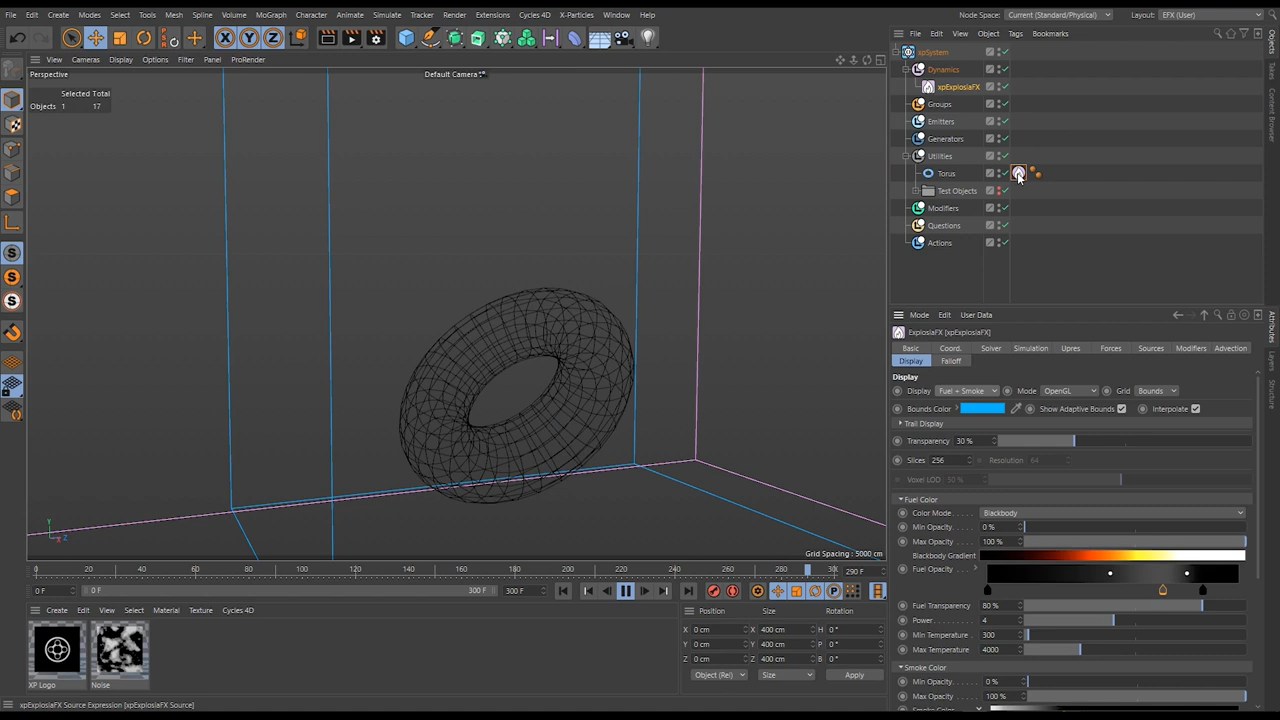 File Edit Create Modes Select Tools Mesh Spline Volume MoGraph Character Animate Simulate Tracker Render Extensions Cycles 4D X-Particles Window Help
Node Space: Current (Standard/Physical) Layout: EFX (User)
File Edit View Object Tags Bookmarks
View Cameras Display Options Filter Panel ProRender
Perspective
Default Camera
Selected Total
Objects 1 17
xpSystem
Dynamics
xpExplosiaFX
Groups
Emitters
Generators
Utilities
Torus
Test Objects
Modifiers
Questions
Actions
Objects
Takes
Content Browser
Attributes
Layers
Structure
Mode Edit User Data
ExplosiaFX [xpExplosiaFX]
Basic Coord. Solver Simulation Upres Forces Sources Modifiers Advection
Display Falloff
Display
Display Fuel + Smoke Mode OpenGL Grid Bounds
Bounds Color Show Adaptive Bounds Interpolate
Trail Display
Transparency 30 %
Slices 256 Resolution 64
Voxel LOD 50 %
Fuel Color
Color Mode Blackbody
Min Opacity 0 %
Max Opacity 100 %
Blackbody Gradient
Fuel Opacity
Fuel Transparency 80 %
Power 4
Min Temperature 300
Max Temperature 4000
Smoke Color
Min Opacity 0 %
Max Opacity 100 %
Smoke Color
Grid Spacing : 5000 cm
0 20 40 60 80 100 120 140 160 180 200 220 240 260 30 290 F
0 F 0 F 300 F 300 F
Create Edit View Select Material Texture Cycles 4D
XP Logo Noise
Position Size Rotation
X 0 cm X 400 cm H 0 °
Y 0 cm Y 400 cm P 0 °
Z 0 cm Z 400 cm B 0 °
Object (Rel) Size Apply
xpExplosiaFX Source Expression [xpExplosiaFX Source]